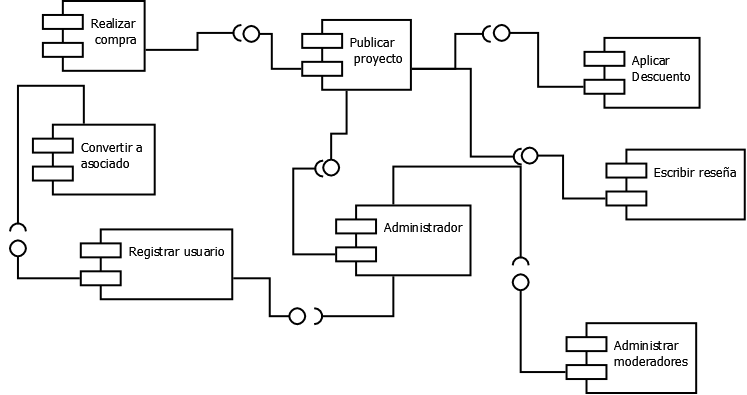 Realizar
compra
Publicar
proyecto
Aplicar
Descuento
Convertir a
asociado
Escribir reseña
Registrar usuario
Administrador
Administrar
moderadores